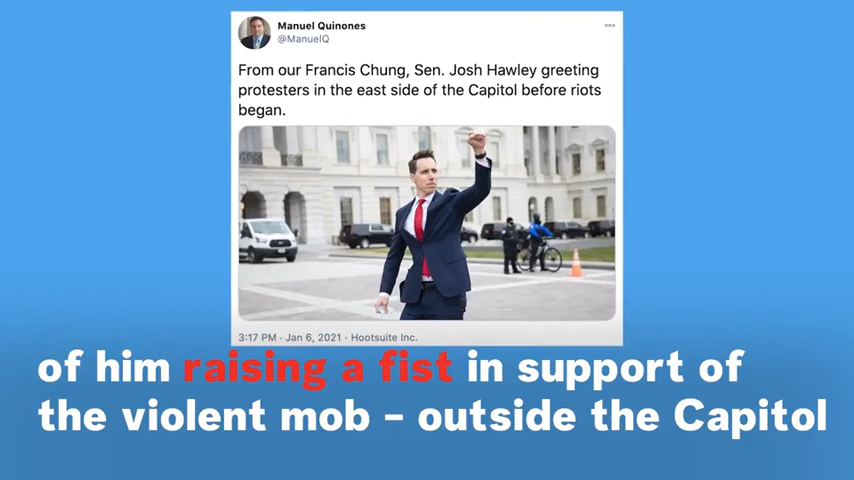 Manuel Quinones
@ManuelQ
From our Francis Chung, Sen. Josh Hawley greeting
protesters in the east side of the Capitol before riots
began.
3:17 PM · Jan 6, 2021 · Hootsuite Inc.
of him raising a fist in support of
the violent mob – outside the Capitol